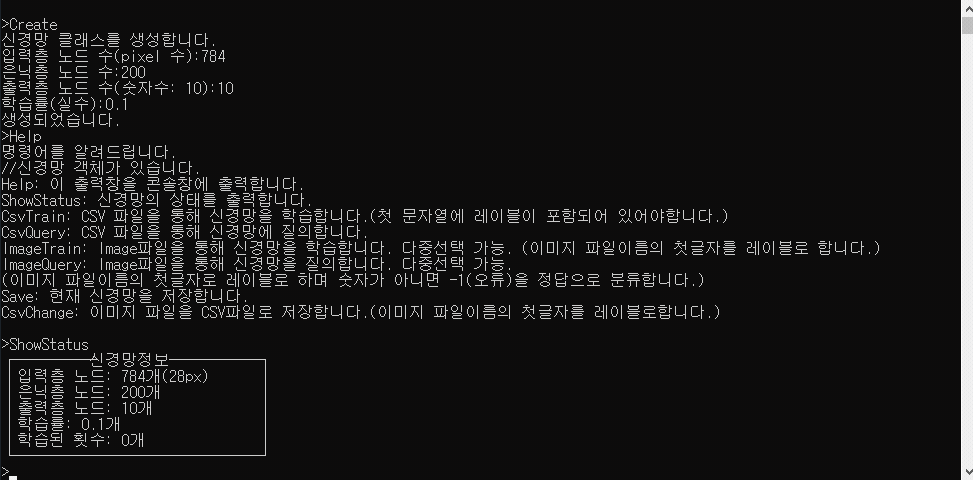 >Create
신경망 클래스를 생성합니다.
입력층 노드 수(pixel 수):784
은닉층 노드 수:200
출력층 노드 수(숫자수: 10):10
학습률(실수):0.1
생성되었습니다.
>Help
명령어를 알려드립니다.
//신경망 객체가 있습니다.
Help: 이 출력창을 콘솔창에 출력합니다.
ShowStatus: 신경망의 상태를 출력합니다.
CsvTrain: CSV 파일을 통해 신경망을 학습합니다.(첫 문자열에 레이블이 포함되어 있어야합니다.)
CsvQuery: CSV파일을 통해 신경망에 질의합니다.
ImageTrain: Image파일을 통해 신경망을 학습합니다. 다중선택 가능. (이미지 파일이름의 첫글자를 레이블로 합니다.)
ImageQuery: Image파일을 통해 신경망을 질의합니다. 다중선택 가능.
(이미지 파일이름의 첫글자로 레이블로 하며 숫자가 아니면 -1(오류)을 정답으로 분류합니다.)
Save: 현재 신경망을 저장합니다.
CsvChange: 이미지 파일을 CSV파일로 저장합니다.(이미지 파일이름의 첫글자를 레이블로합니다.)
>ShowStatus
신경망정보
입력층 노드: 784개(28px)
은닉층 노드: 200개
출력층 노드: 10개
학습률: 0.1개
학습된 횟수: 0개
>